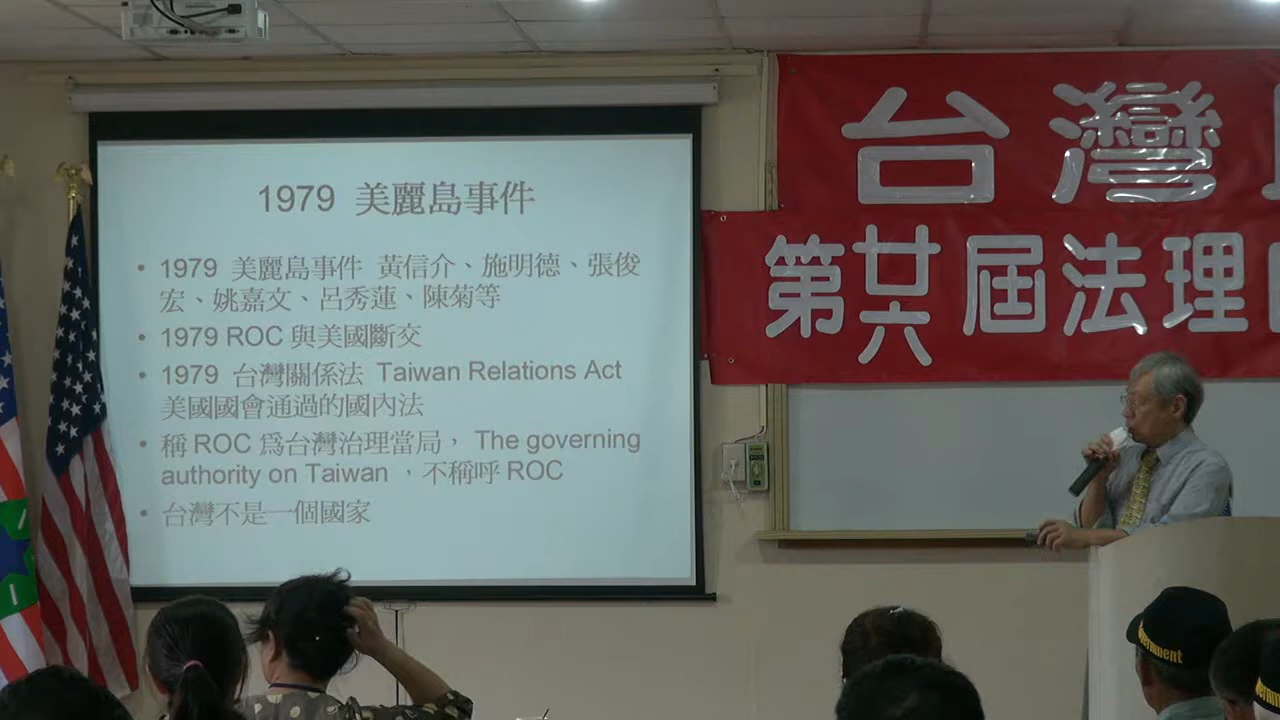 1979 美麗島事件
• 1979 美麗島事件 黃信介、施明德、張俊
宏、姚嘉文、呂秀蓮、陳菊等
• 1979 ROC 與美國斷交
• 1979 台灣關係法 Taiwan Relations Act
美國國會通過的國內法
• 稱 ROC 為台灣治理當局， The governing
authority on Taiwan ，不稱呼 ROC
• 台灣不是一個國家
台灣
第廿六屆法理